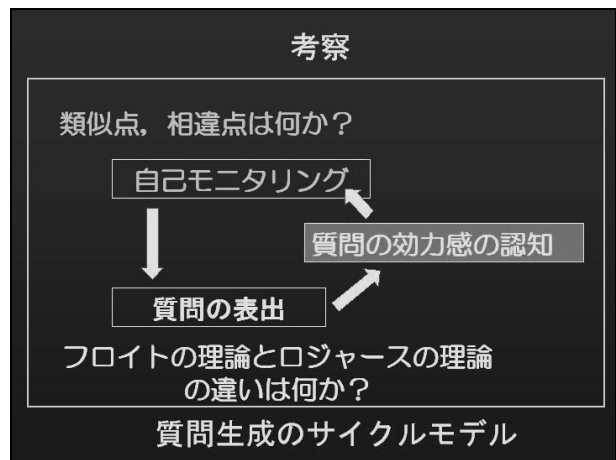 考察
類似点，相違点は何か？
自己モニタリング
質問の効力感の認知
質問の表出
フロイトの理論とロジャースの理論
の違いは何か？
質問生成のサイクルモデル